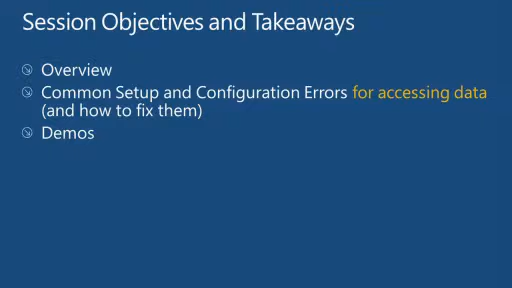 Session Objectives and Takeaways
Overview
Common Setup and Configuration Errors for accessing data
(and how to fix them)
Demos